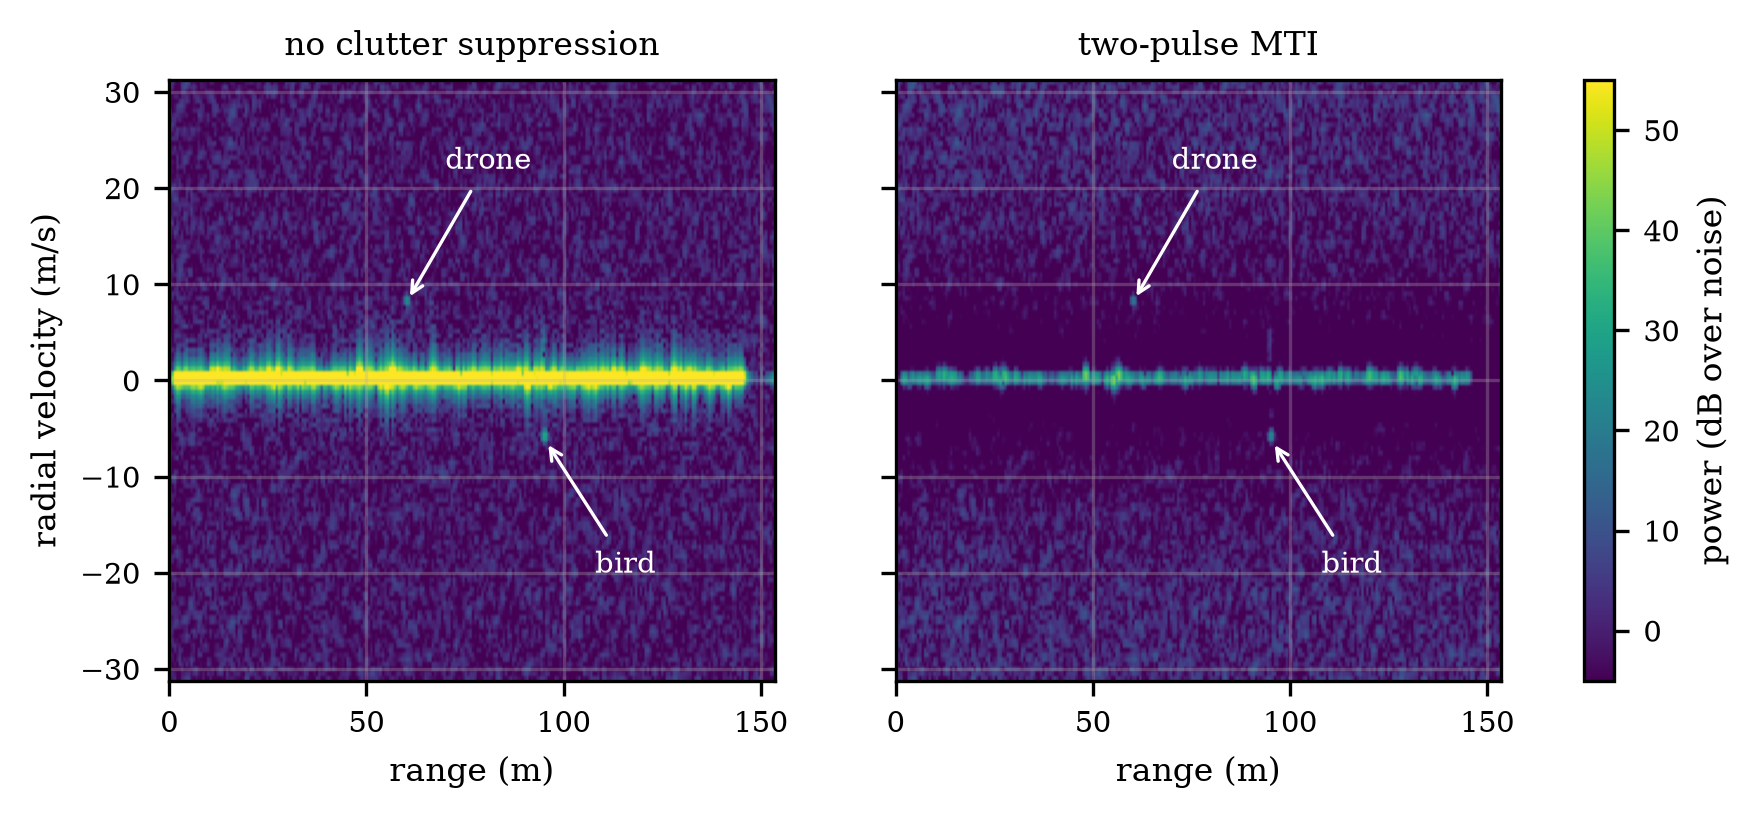 no clutter suppression
two-pulse MTI
radial velocity (m/s)
30
20
10
0
−10
−20
−30
drone
bird
drone
bird
0
50
100
150
0
50
100
150
range (m)
range (m)
50
40
30
20
10
0
power (dB over noise)